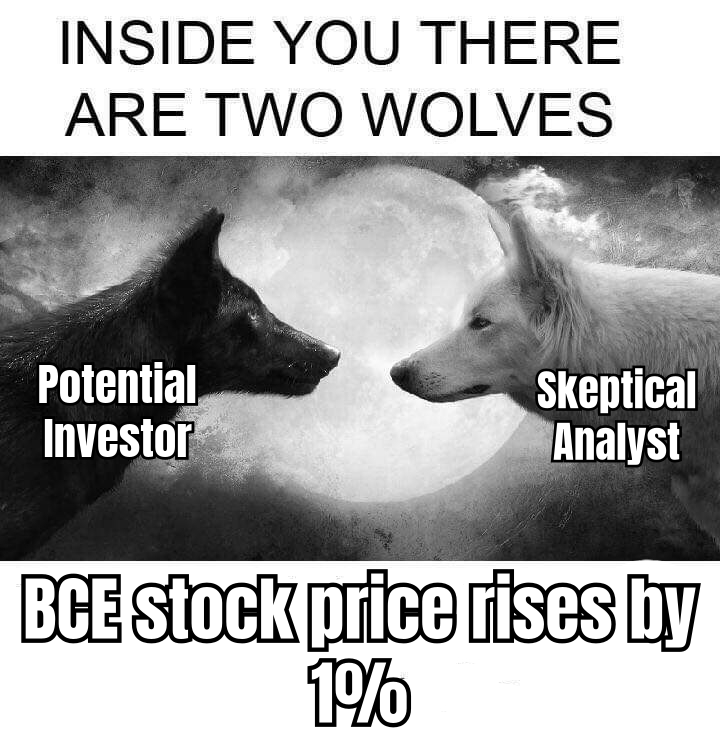 INSIDE YOU THERE
ARE TWO WOLVES
Potential
Investor
Skeptical
Analyst
BCE stock price rises by
1%